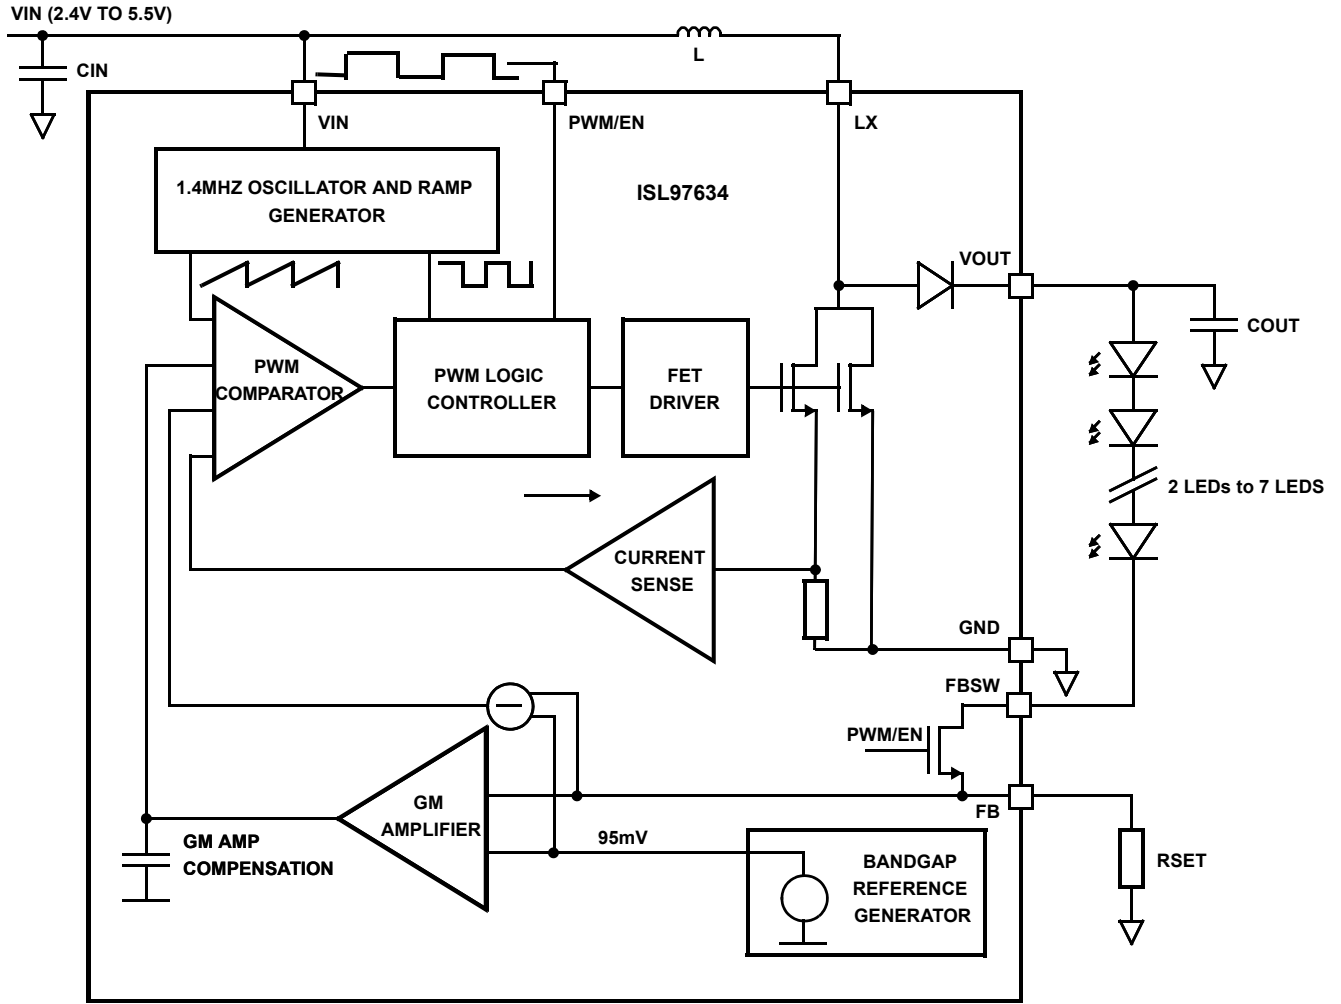 VIN (2.4V TO 5.5V)
L
CIN
VIN
PWM/EN
LX
1.4MHZ OSCILLATOR AND RAMP
GENERATOR
ISL97634
VOUT
COUT
PWM
COMPARATOR
PWM LOGIC
CONTROLLER
FET
DRIVER
2 LEDs to 7 LEDS
CURRENT
SENSE
GND
FBSW
PWM/EN
GM
AMPLIFIER
FB
95mV
GM AMP
COMPENSATION
BANDGAP
REFERENCE
GENERATOR
RSET